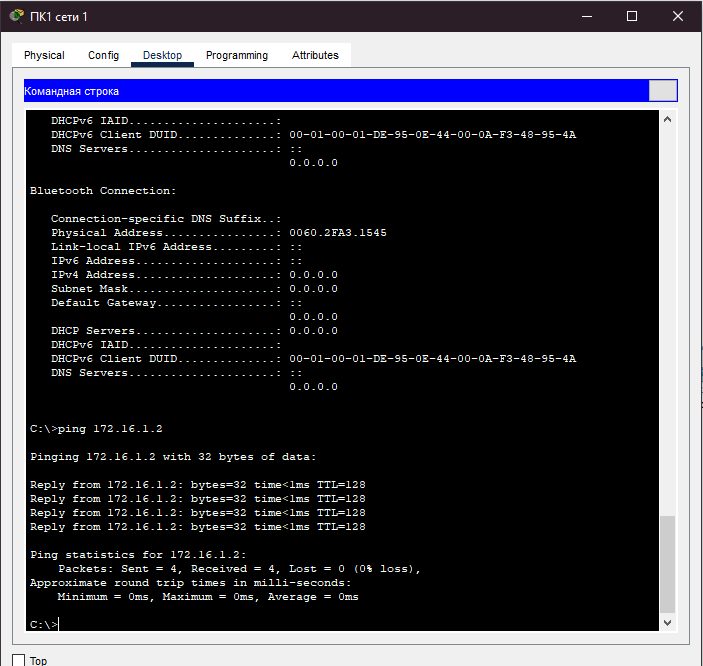 ПК1 сети 1
Physical Config Desktop Programming Attributes
Командная строка
DHCPv6 IAID.....................:
DHCPv6 Client DUID..............: 00-01-00-01-DE-95-0E-44-00-0A-F3-48-95-4A
DNS Servers.....................: ::
0.0.0.0
Bluetooth Connection:
Connection-specific DNS Suffix..:
Physical Address................: 0060.2FA3.1545
Link-local IPv6 Address.........: ::
IPv6 Address....................: ::
IPv4 Address....................: 0.0.0.0
Subnet Mask.....................: 0.0.0.0
Default Gateway.................: ::
0.0.0.0
DHCP Servers....................: 0.0.0.0
DHCPv6 IAID.....................:
DHCPv6 Client DUID..............: 00-01-00-01-DE-95-0E-44-00-0A-F3-48-95-4A
DNS Servers.....................: ::
0.0.0.0
C:\>ping 172.16.1.2
Pinging 172.16.1.2 with 32 bytes of data:
Reply from 172.16.1.2: bytes=32 time<1ms TTL=128
Reply from 172.16.1.2: bytes=32 time<1ms TTL=128
Reply from 172.16.1.2: bytes=32 time<1ms TTL=128
Reply from 172.16.1.2: bytes=32 time<1ms TTL=128
Ping statistics for 172.16.1.2:
Packets: Sent = 4, Received = 4, Lost = 0 (0% loss),
Approximate round trip times in milli-seconds:
Minimum = 0ms, Maximum = 0ms, Average = 0ms
C:\>
Top